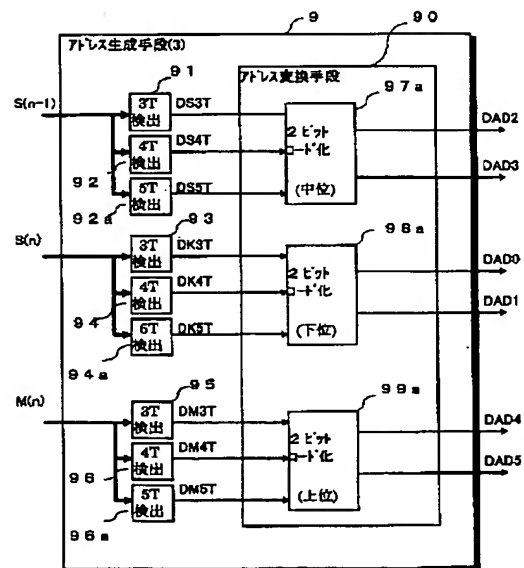 9
90
アドレス生成手段(3)
アドレス変換手段
91
S(n-1)
3T
検出
DS3T
4T
検出
DS4T
92
5T
検出
DS5T
92a
97a
2 ビット
コード化
(中位)
DAD2
DAD3
93
S(n)
3T
検出
DK3T
4T
検出
DK4T
94
5T
検出
DK5T
94a
98a
2 ビット
コード化
(下位)
DAD0
DAD1
95
M(n)
3T
検出
DM3T
4T
検出
DM4T
96
5T
検出
DM5T
96a
99a
2 ビット
コード化
(上位)
DAD4
DAD5